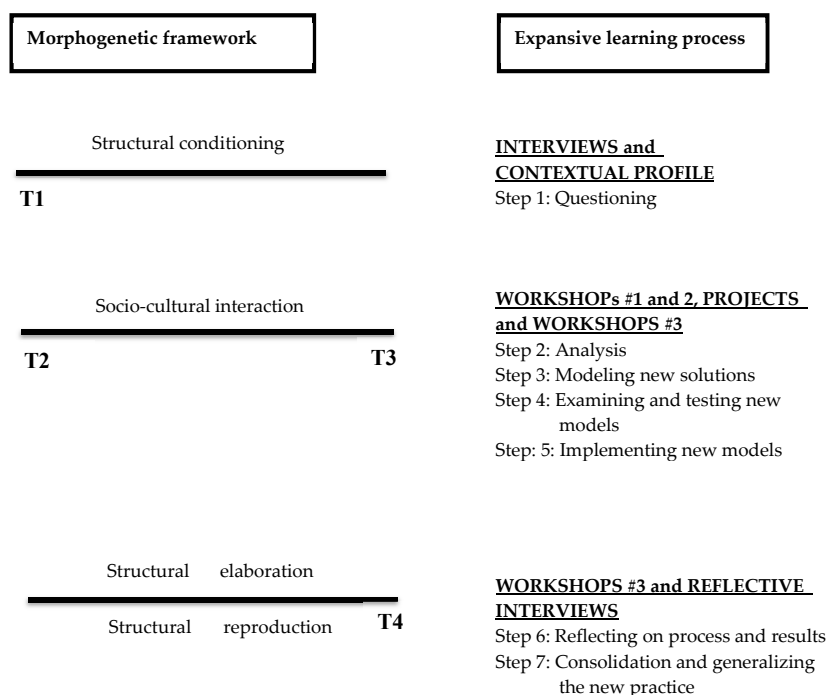 Morphogenetic framework
Expansive learning process
Structural conditioning
T1
INTERVIEWS and
CONTEXTUAL PROFILE
Step 1: Questioning
Socio-cultural interaction
T2
T3
WORKSHOPs #1 and 2, PROJECTS
and WORKSHOPS #3
Step 2: Analysis
Step 3: Modeling new solutions
Step 4: Examining and testing new
models
Step: 5: Implementing new models
Structural elaboration
Structural reproduction
T4
WORKSHOPS #3 and REFLECTIVE
INTERVIEWS
Step 6: Reflecting on process and results
Step 7: Consolidation and generalizing
the new practice